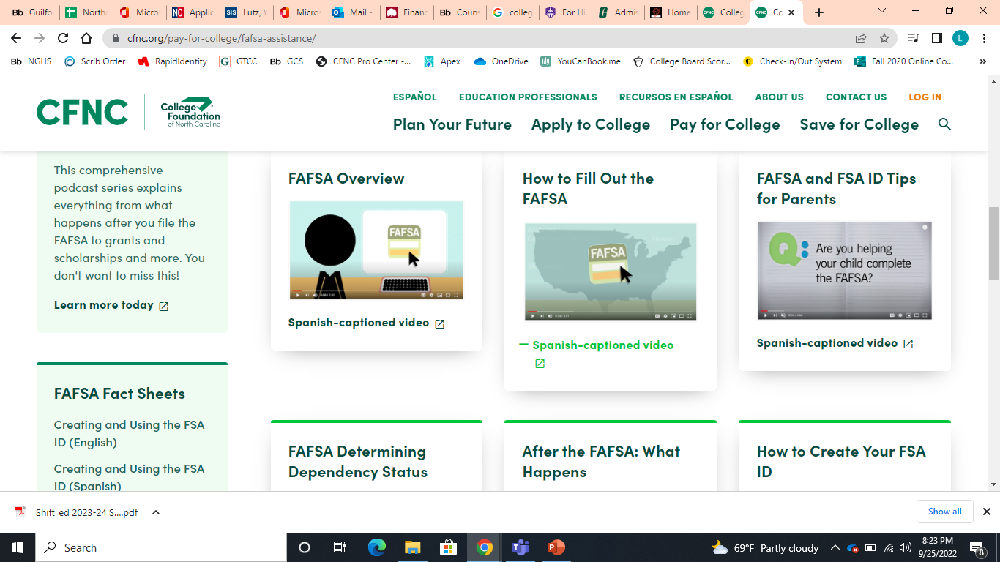 Bb Guilfo
North
Micros
Applic
SIS Lutz, W
Micros
Mail -
Financ
Bb Couns
colleg
For Hi
Admis
Home
Colleg
Cc
cfnc.org/pay-for-college/fafsa-assistance/
L
Bb NGHS
Scrib Order
RapidIdentity
G GTCC
Bb GCS
CFNC Pro Center -...
Apex
OneDrive
YouCanBook.me
College Board Scor...
Check-In/Out System
Fall 2020 Online Co...
»
CFNC
College
Foundation
of North Carolina
ESPAÑOL
EDUCATION PROFESSIONALS
RECURSOS EN ESPAÑOL
ABOUT US
CONTACT US
LOG IN
Plan Your Future
Apply to College
Pay for College
Save for College
This comprehensive
podcast series explains
everything from what
happens after you file the
FAFSA to grants and
scholarships and more. You
don't want to miss this!
Learn more today
FAFSA Fact Sheets
Creating and Using the FSA
ID (English)
Creating and Using the FSA
ID (Spanish)
FAFSA Overview
FAFSA
Spanish-captioned video
How to Fill Out the
FAFSA
FAFSA
Spanish-captioned video
FAFSA and FSA ID Tips
for Parents
Q:
Are you helping
your child complete
the FAFSA?
Spanish-captioned video
FAFSA Determining
Dependency Status
After the FAFSA: What
Happens
How to Create Your FSA
ID
Shift_ed 2023-24 S....pdf
Show all
Search
69°F Partly cloudy
8:23 PM
9/25/2022
8